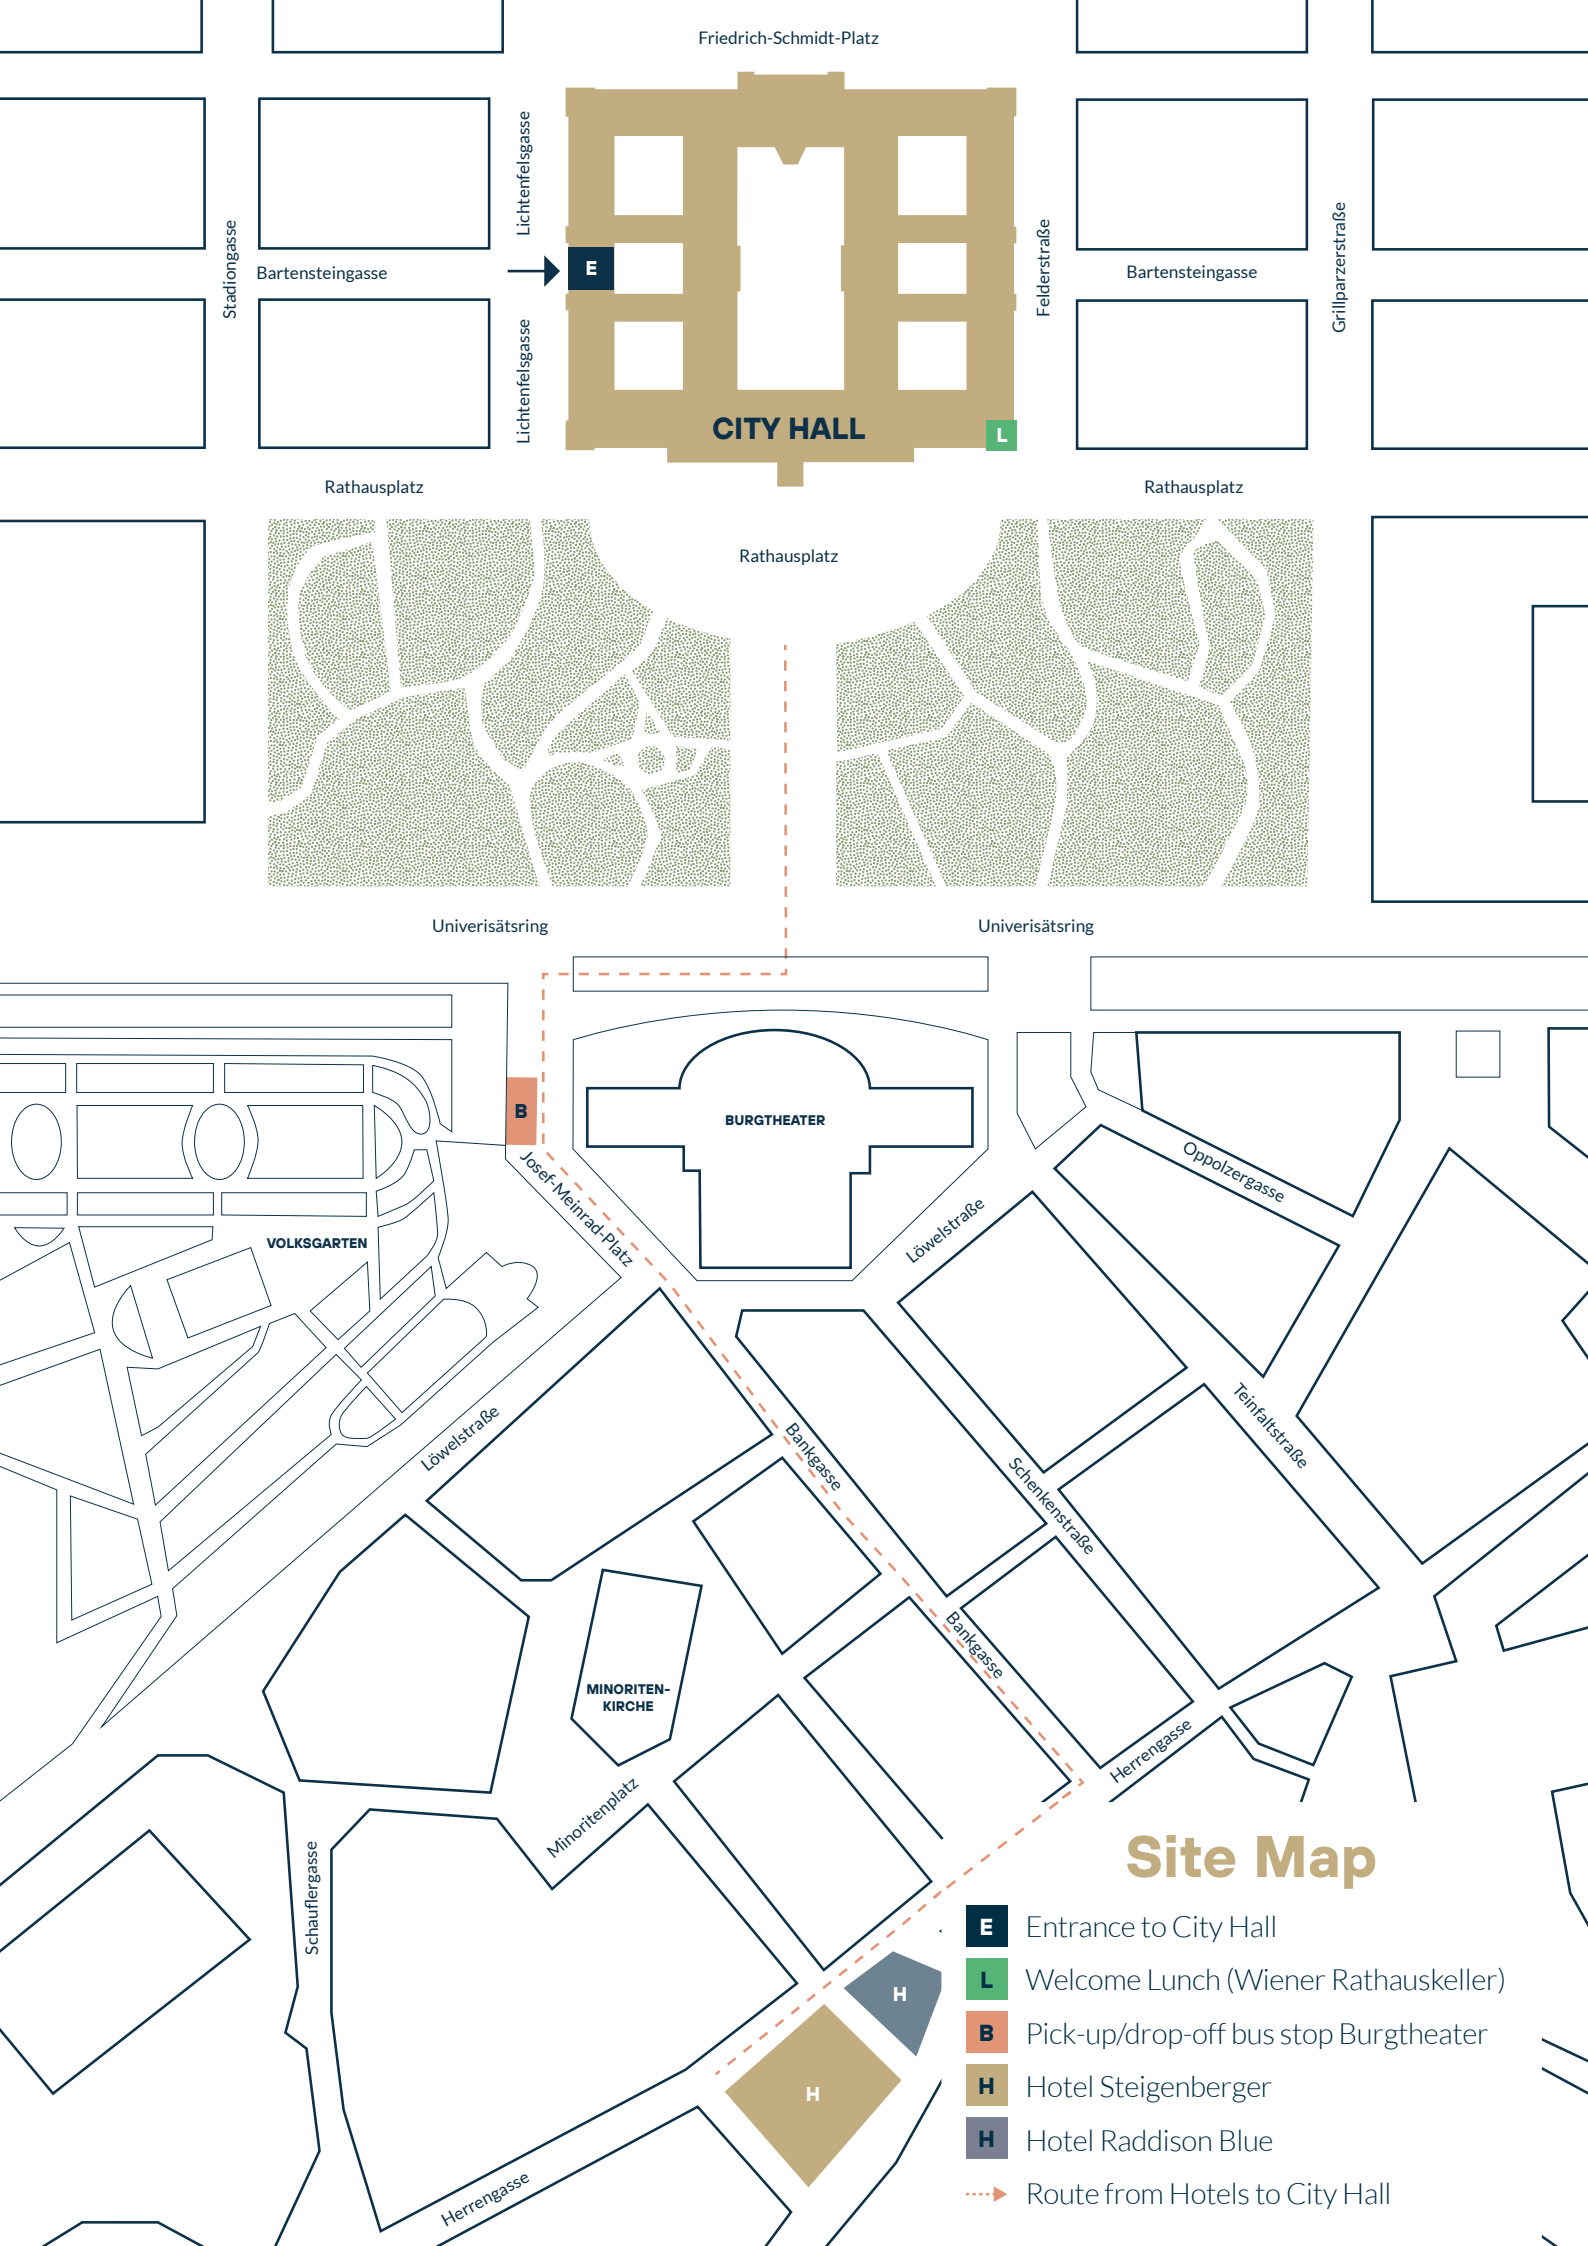 Friedrich-Schmidt-Platz
Lichtenfelsgasse
Stadiongasse
Bartensteingasse
E
Felderstraße
Bartensteingasse
Grillparzerstraße
Lichtenfelsgasse
CITY HALL
L
Rathausplatz
Rathausplatz
Rathausplatz
Univerisätsring
Univerisätsring
B
BURGTHEATER
Josef-Meinrad-Platz
Oppolzergasse
Löwelstraße
VOLKSGARTEN
Löwelstraße
Bankgasse
Teinfaltstraße
Schenkenstraße
Bankgasse
MINORITEN-
KIRCHE
Herrengasse
Minoritenplatz
Schauflergasse
H
H
Herrengasse
Site Map
E Entrance to City Hall
L Welcome Lunch (Wiener Rathauskeller)
B Pick-up/drop-off bus stop Burgtheater
H Hotel Steigenberger
H Hotel Raddison Blue
Route from Hotels to City Hall